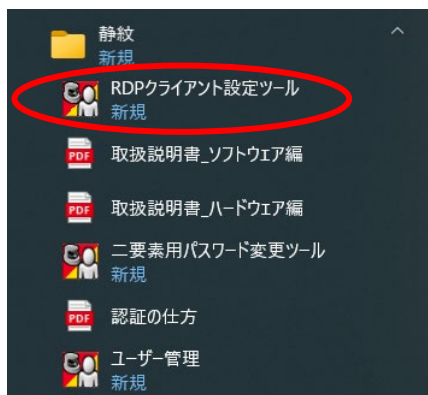 静紋
新規
RDPクライアント設定ツール
新規
PDF 取扱説明書_ソフトウェア編
PDF 取扱説明書_ハードウェア編
二要素用パスワード変更ツール
新規
PDF 認証の仕方
ユーザー管理
新規